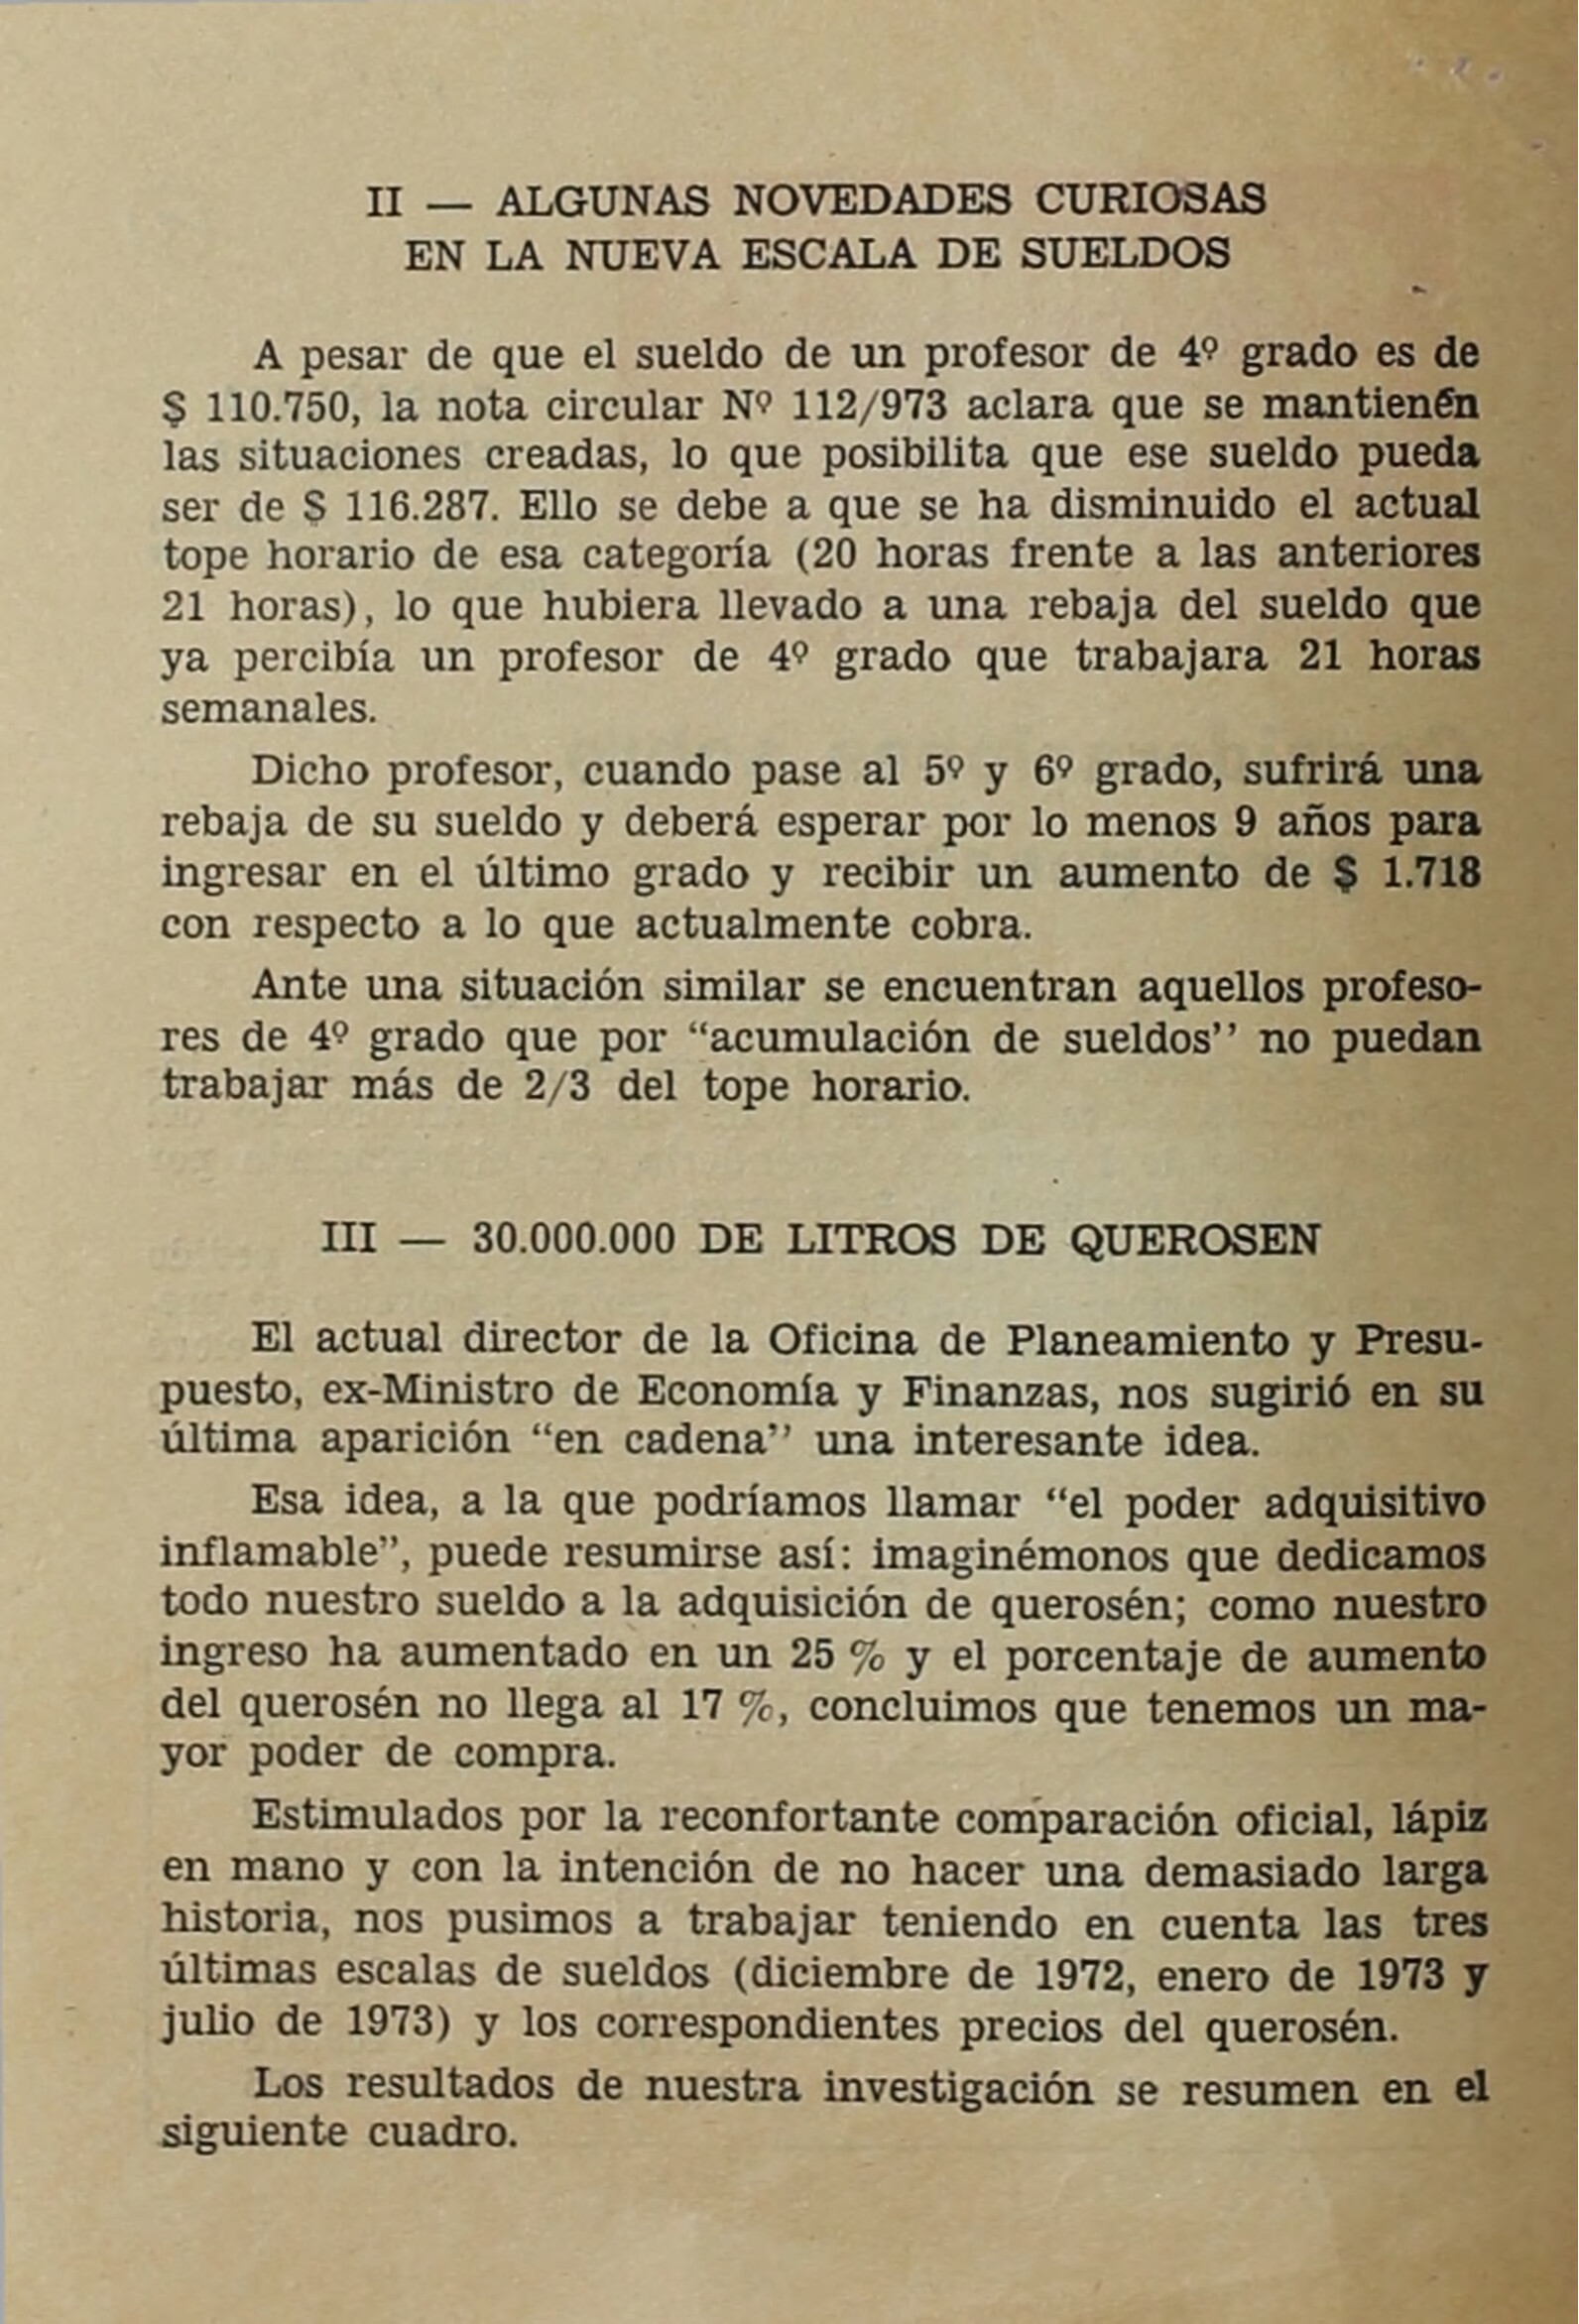 II — ALGUNAS NOVEDADES CURIOSAS
EN LA NUEVA ESCALA DE SUELDOS
A pesar de que el sueldo de un profesor de 4º grado es de
$ 110.750, la nota circular Nº 112/973 aclara que se mantienén
las situaciones creadas, lo que posibilita que ese sueldo pueda
ser de $ 116.287. Ello se debe a que se ha disminuido el actual
tope horario de esa categoría (20 horas frente a las anteriores
21 horas), lo que hubiera llevado a una rebaja del sueldo que
ya percibía un profesor de 4º grado que trabajara 21 horas
semanales.
Dicho profesor, cuando pase al 5º y 6º grado, sufrirá una
rebaja de su sueldo y deberá esperar por lo menos 9 años para
ingresar en el último grado y recibir un aumento de $ 1.718
con respecto a lo que actualmente cobra.
Ante una situación similar se encuentran aquellos profeso-
res de 4º grado que por “acumulación de sueldos’’ no puedan
trabajar más de 2/3 del tope horario.
III — 30.000.000 DE LITROS DE QUEROSEN
El actual director de la Oficina de Planeamiento y Presu-
puesto, ex-Ministro de Economía y Finanzas, nos sugirió en su
última aparición “en cadena’’ una interesante idea.
Esa idea, a la que podríamos llamar “el poder adquisitivo
inflamable”, puede resumirse así: imaginémonos que dedicamos
todo nuestro sueldo a la adquisición de querosén; como nuestro
ingreso ha aumentado en un 25 % y el porcentaje de aumento
del querosén no llega al 17 %, concluimos que tenemos un ma-
yor poder de compra.
Estimulados por la reconfortante comparación oficial, lápiz
en mano y con la intención de no hacer una demasiado larga
historia, nos pusimos a trabajar teniendo en cuenta las tres
últimas escalas de sueldos (diciembre de 1972, enero de 1973 y
julio de 1973) y los correspondientes precios del querosén.
Los resultados de nuestra investigación se resumen en el
siguiente cuadro.